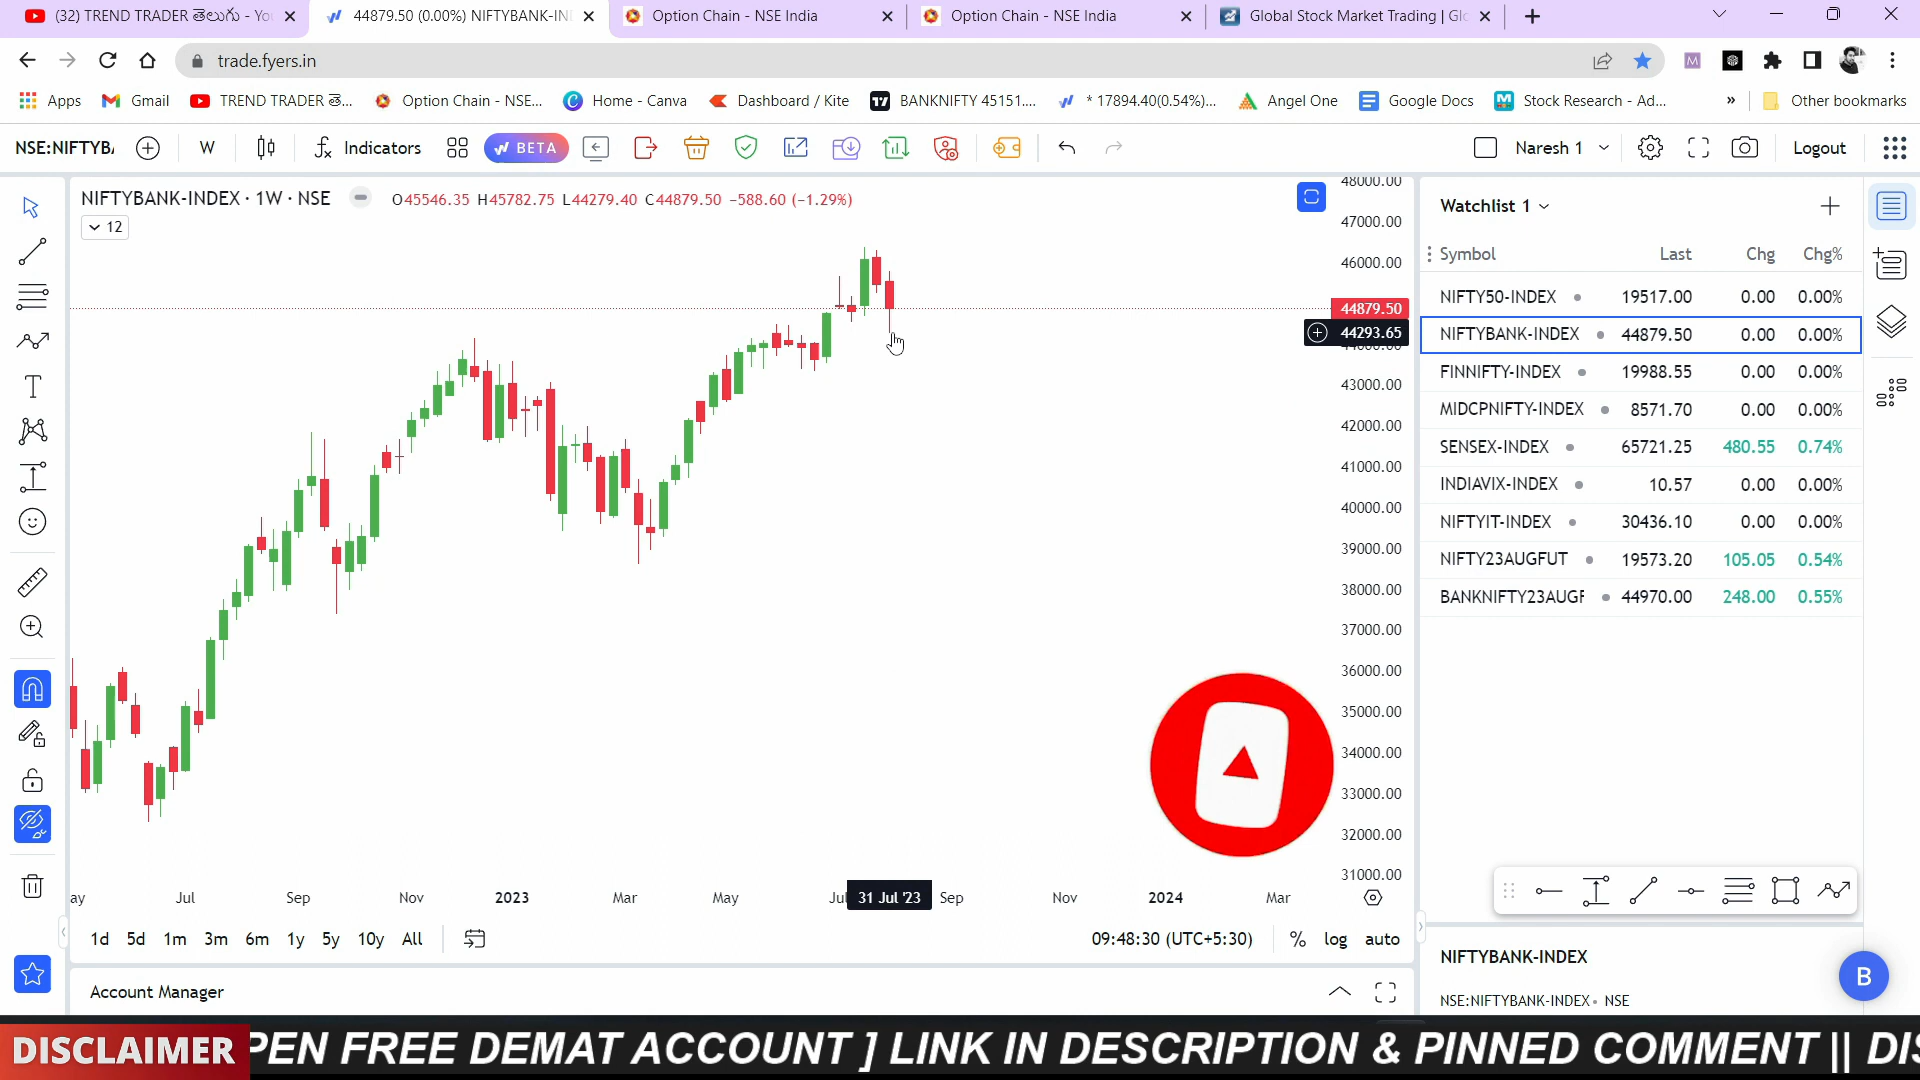 (32) TREND TRADER తెలుగు - Yo
44879.50 (0.00%) NIFTYBANK-IN
Option Chain - NSE India
Option Chain - NSE India
Global Stock Market Trading | Glo
trade.fyers.in
Apps
Gmail
TREND TRADER తె...
Option Chain - NSE...
Home - Canva
Dashboard / Kite
BANKNIFTY 45151....
* 17894.40(0.54%)...
Angel One
Google Docs
Stock Research - Ad...
»
Other bookmarks
NSE:NIFTYB
W
Indicators
BETA
Naresh 1
Logout
NIFTYBANK-INDEX · 1W · NSE
O45546.35 H45782.75 L44279.40 C44879.50 -588.60 (-1.29%)
12
48000.00
47000.00
46000.00
44879.50
44293.65
44000.00
43000.00
42000.00
41000.00
40000.00
39000.00
38000.00
37000.00
36000.00
35000.00
34000.00
33000.00
32000.00
31000.00
ay Jul Sep Nov 2023 Mar May Jul 31 Jul '23 Sep Nov 2024 Mar
1d 5d 1m 3m 6m 1y 5y 10y All
09:48:30 (UTC+5:30) % log auto
Account Manager
Watchlist 1
Symbol Last Chg Chg%
NIFTY50-INDEX 19517.00 0.00 0.00%
NIFTYBANK-INDEX 44879.50 0.00 0.00%
FINNIFTY-INDEX 19988.55 0.00 0.00%
MIDCPNIFTY-INDEX 8571.70 0.00 0.00%
SENSEX-INDEX 65721.25 480.55 0.74%
INDIAVIX-INDEX 10.57 0.00 0.00%
NIFTYIT-INDEX 30436.10 0.00 0.00%
NIFTY23AUGFUT 19573.20 105.05 0.54%
BANKNIFTY23AUGF 44970.00 248.00 0.55%
NIFTYBANK-INDEX
NSE:NIFTYBANK-INDEX • NSE
B
DISCLAIMER
PEN FREE DEMAT ACCOUNT ] LINK IN DESCRIPTION & PINNED COMMENT || DIS